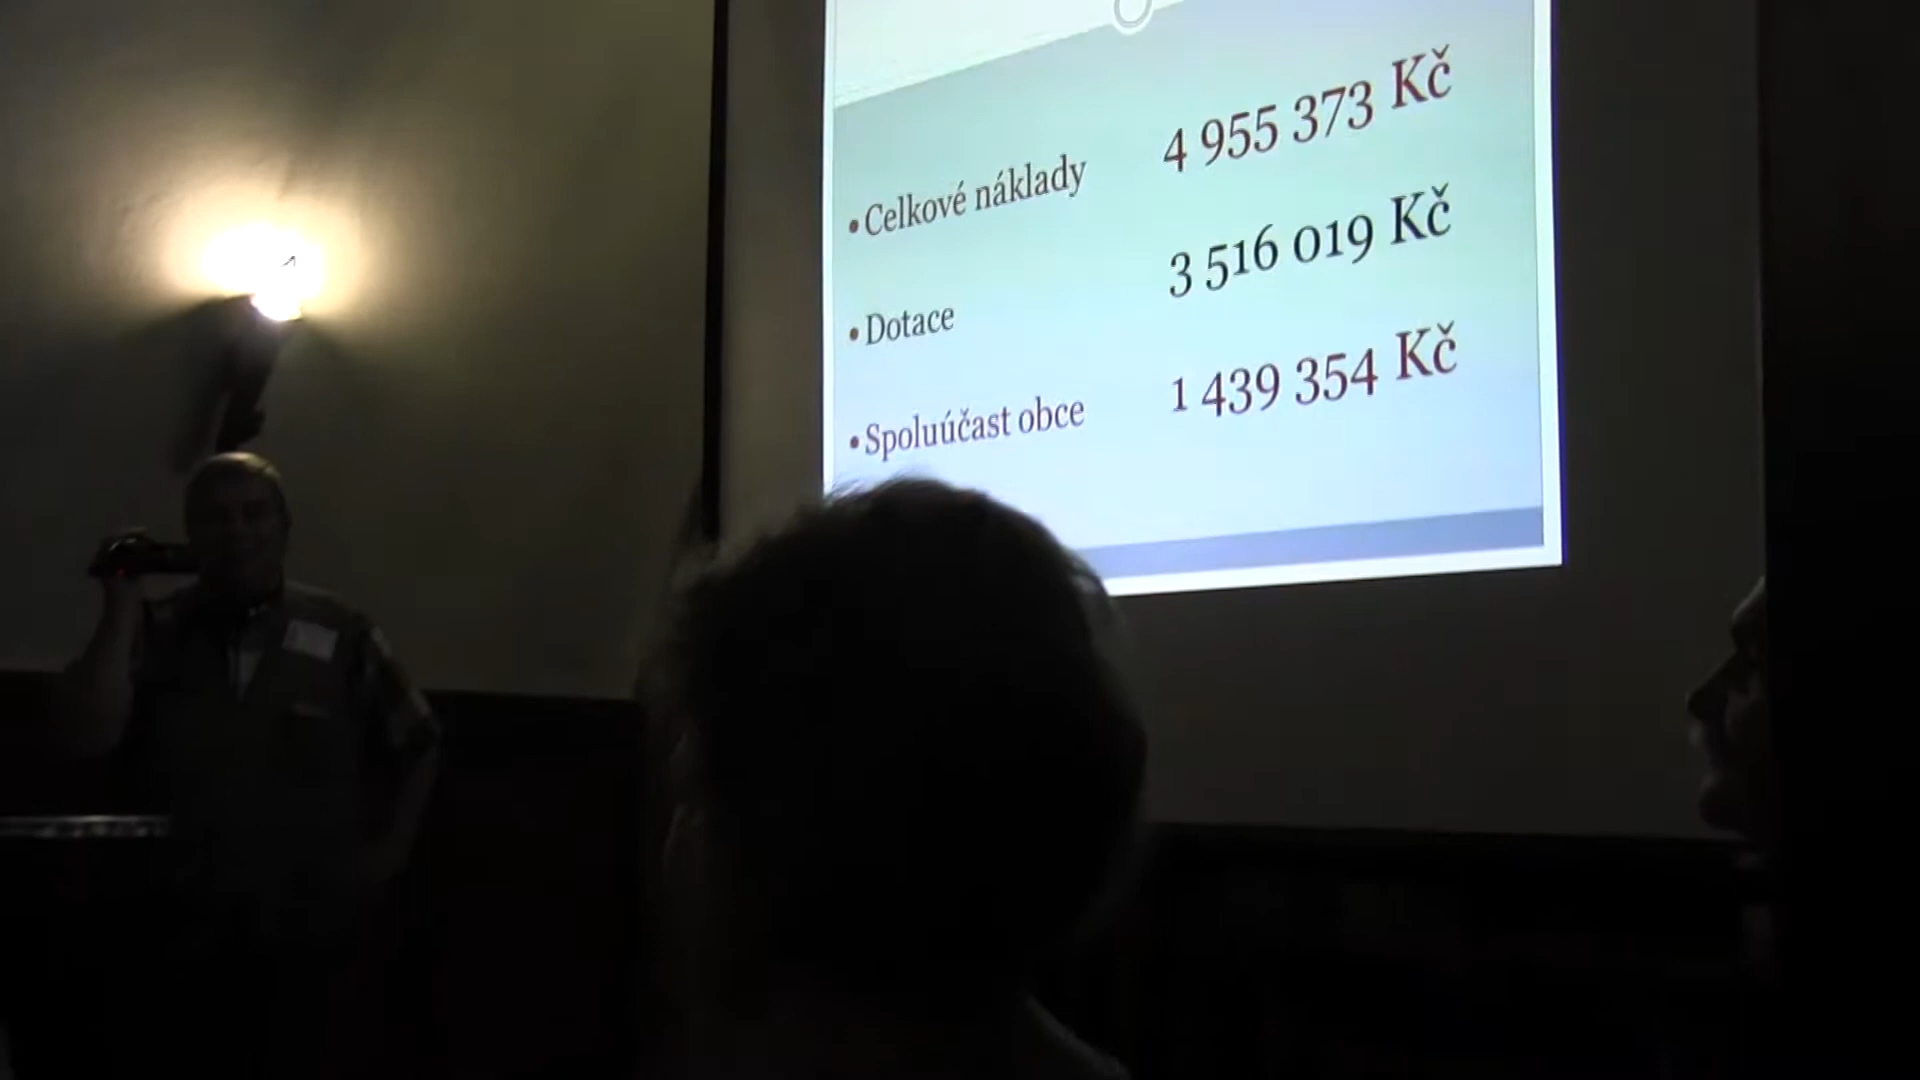 • Celkové náklady 4 955 373 Kč
• Dotace 3 516 019 Kč
• Spoluúčast obce 1 439 354 Kč